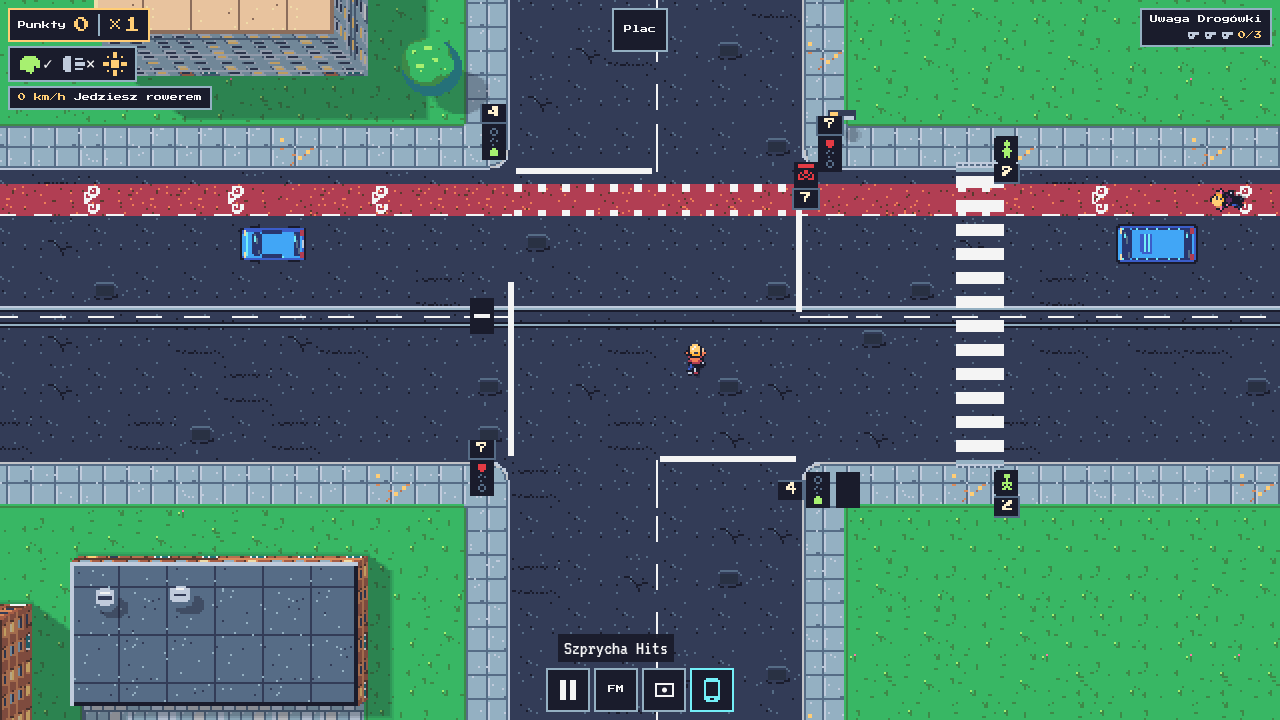 Punkty 0 | ×1
✓ ×
0 km/h Jedziesz rowerem
Plac
Uwaga Drogówki
0/3
4
7
7
7
7
4
2
Szprycha Hits
FM